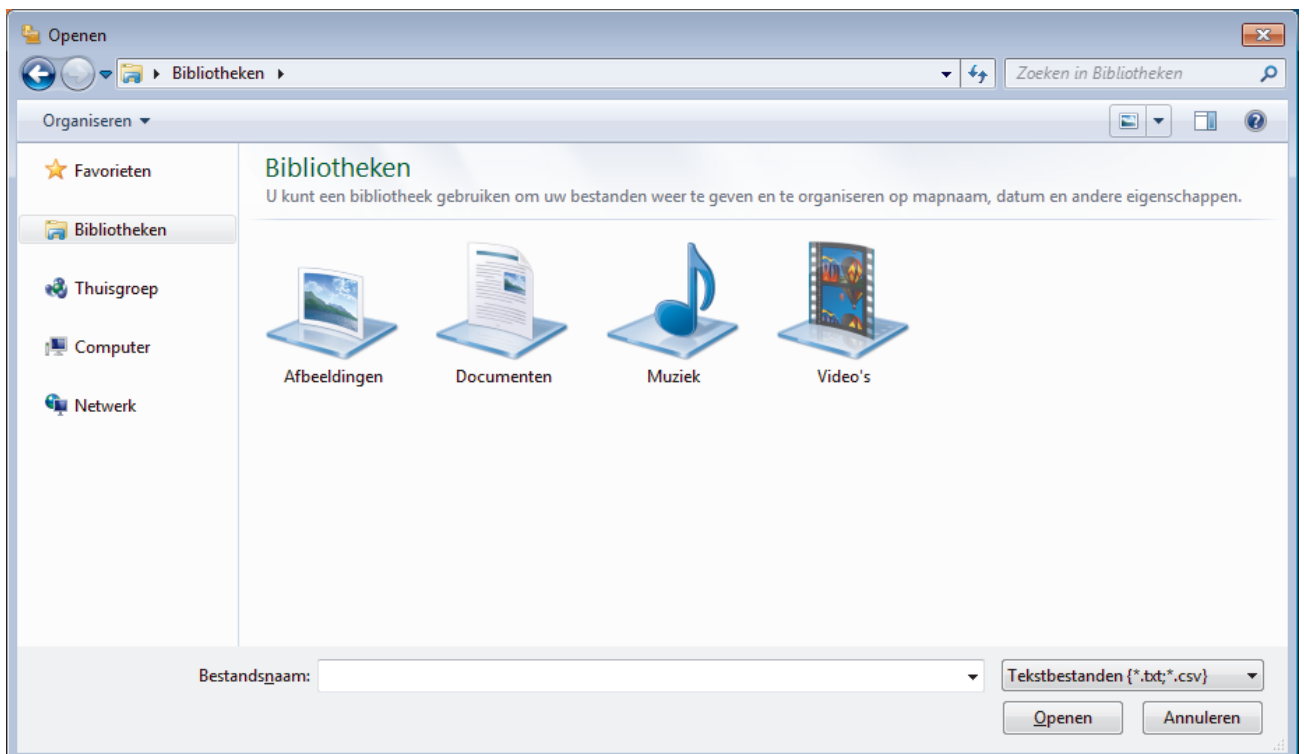 Openen
Bibliotheken
Zoeken in Bibliotheken
Organiseren
Favorieten
Bibliotheken
Thuisgroep
Computer
Netwerk
Bibliotheken
U kunt een bibliotheek gebruiken om uw bestanden weer te geven en te organiseren op mapnaam, datum en andere eigenschappen.
Afbeeldingen Documenten Muziek Video's
Bestandsnaam: Tekstbestanden {*.txt;*.csv}
Openen Annuleren